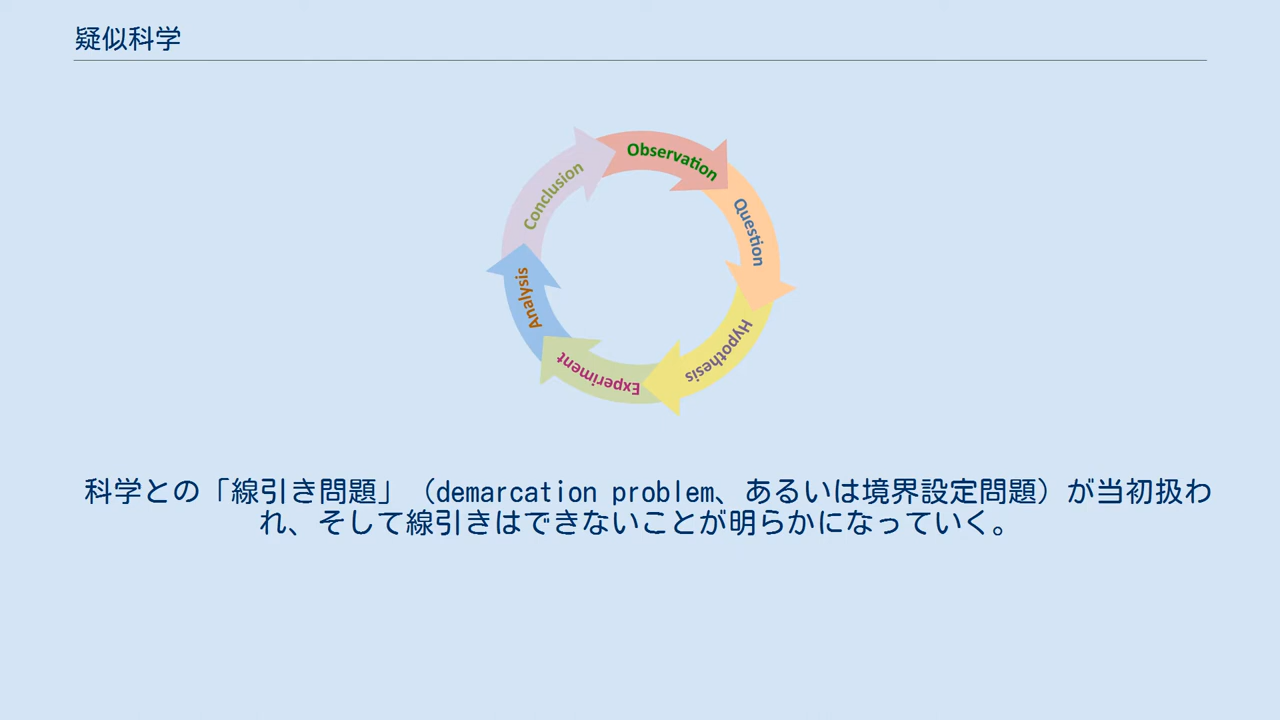 疑似科学
Observation
Question
Hypothesis
Experiment
Analysis
Conclusion
科学との「線引き問題」（demarcation problem、あるいは境界設定問題）が当初扱わ
れ、そして線引きはできないことが明らかになっていく。